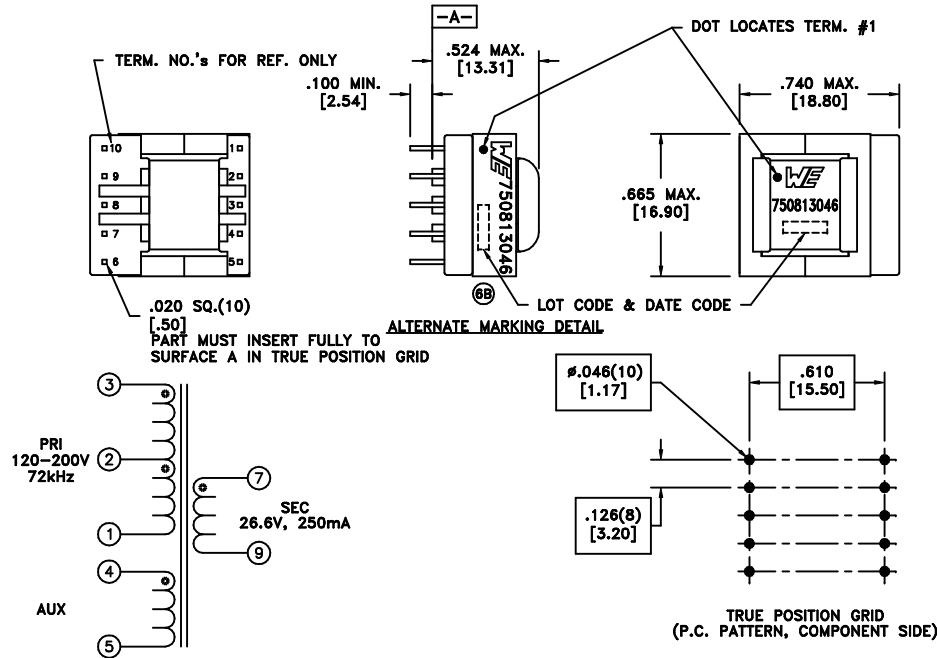 -A-
DOT LOCATES TERM. #1
TERM. NO.'s FOR REF. ONLY
.524 MAX.
[13.31]
.100 MIN.
[2.54]
.740 MAX.
[18.80]
10
9
8
7
6
1
2
3
4
5
WE 750813046
.665 MAX.
[16.90]
WE
750813046
6B
LOT CODE & DATE CODE
.020 SQ.(10)
[.50]
ALTERNATE MARKING DETAIL
PART MUST INSERT FULLY TO
SURFACE A IN TRUE POSITION GRID
3
PRI
120-200V
72kHz
2
1
7
SEC
26.6V, 250mA
9
4
AUX
5
ø.046(10)
[1.17]
.610
[15.50]
.126(8)
[3.20]
TRUE POSITION GRID
(P.C. PATTERN, COMPONENT SIDE)